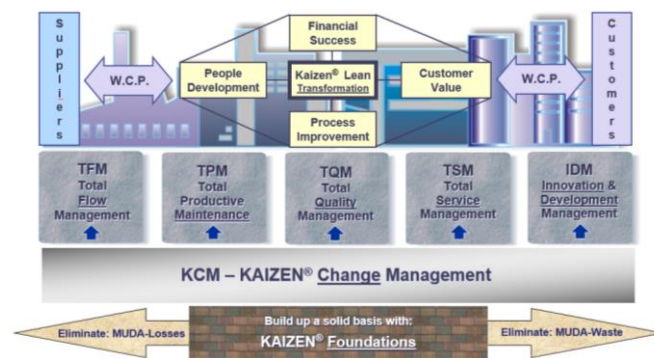 Suppliers
W.C.P.
Financial
Success
People
Development
Kaizen® Lean
Transformation
Customer
Value
Process
Improvement
W.C.P.
Customers
TFM
Total
Flow
Management
TPM
Total
Productive
Maintenance
TQM
Total
Quality
Management
TSM
Total
Service
Management
IDM
Innovation &
Development
Management
KCM – KAIZEN® Change Management
Eliminate: MUDA-Losses
Build up a solid basis with:
KAIZEN® Foundations
Eliminate: MUDA-Waste